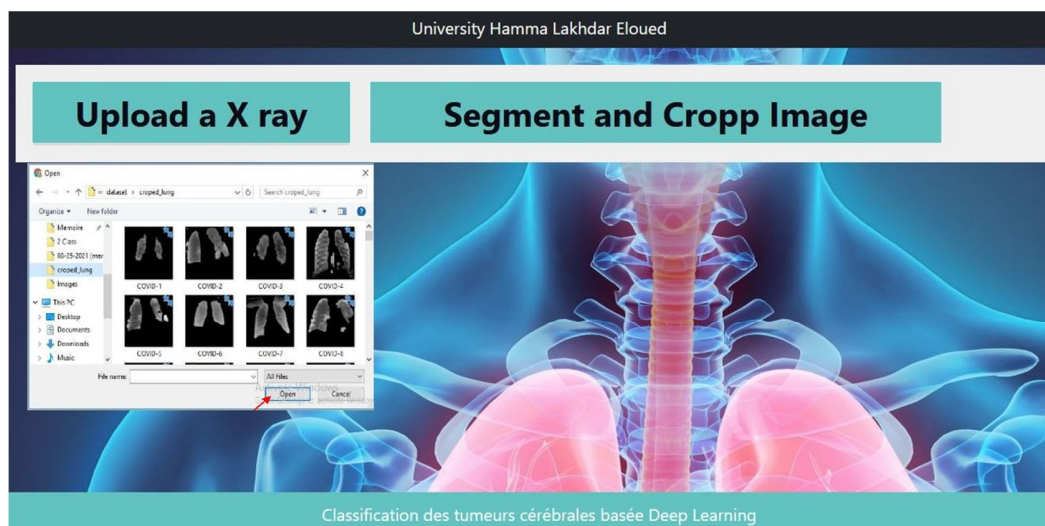 University Hamma Lakhdar Eloued
Upload a X ray
Segment and Cropp Image
Open
dataset › croped_lung
Search croped_lung
Organize
New folder
Memoire
2 Class
croped_lung
Images
This PC
Desktop
Documents
Downloads
Music
COVID-1 COVID-2 COVID-3 COVID-4
COVID-5 COVID-6 COVID-7 COVID-8
File name:
All Files
Open
Cancel
Classification des tumeurs cérébrales basée Deep Learning